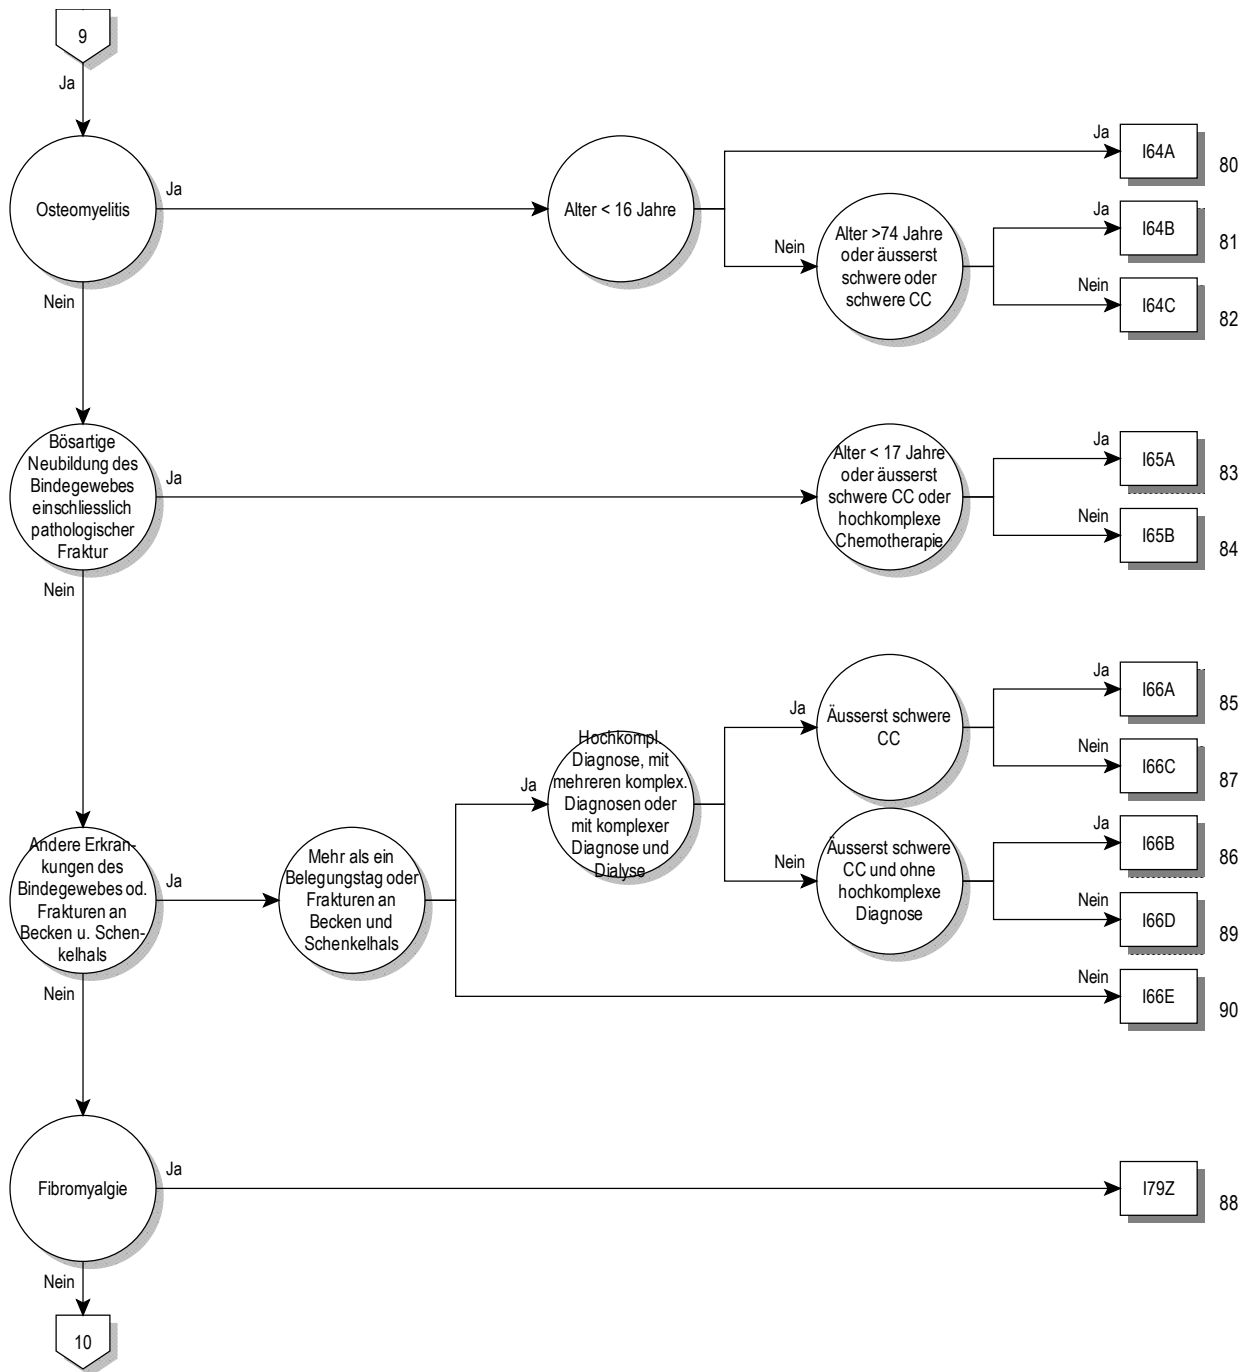 9
Ja
Osteomyelitis
Ja
Alter < 16 Jahre
Ja
I64A
80
Nein
Alter >74 Jahre
oder äusserst
schwere oder
schwere CC
Ja
I64B
81
Nein
I64C
82
Nein
Bösartige
Neubildung des
Bindegewebes
einschliesslich
pathologischer
Fraktur
Ja
Alter < 17 Jahre
oder äusserst
schwere CC oder
hochkomplexe
Chemotherapie
Ja
I65A
83
Nein
I65B
84
Nein
Andere Erkran-
kungen des
Bindegewebes od.
Frakturen an
Becken u. Schen-
kelhals
Ja
Mehr als ein
Belegungstag oder
Frakturen an
Becken und
Schenkelhals
Ja
Hochkompl.
Diagnose, mit
mehreren komplex.
Diagnosen oder
mit komplexer
Diagnose und
Dialyse
Ja
Äusserst schwere
CC
Ja
I66A
85
Nein
I66C
87
Nein
Äusserst schwere
CC und ohne
hochkomplexe
Diagnose
Ja
I66B
86
Nein
I66D
89
Nein
I66E
90
Nein
Fibromyalgie
Ja
I79Z
88
Nein
10